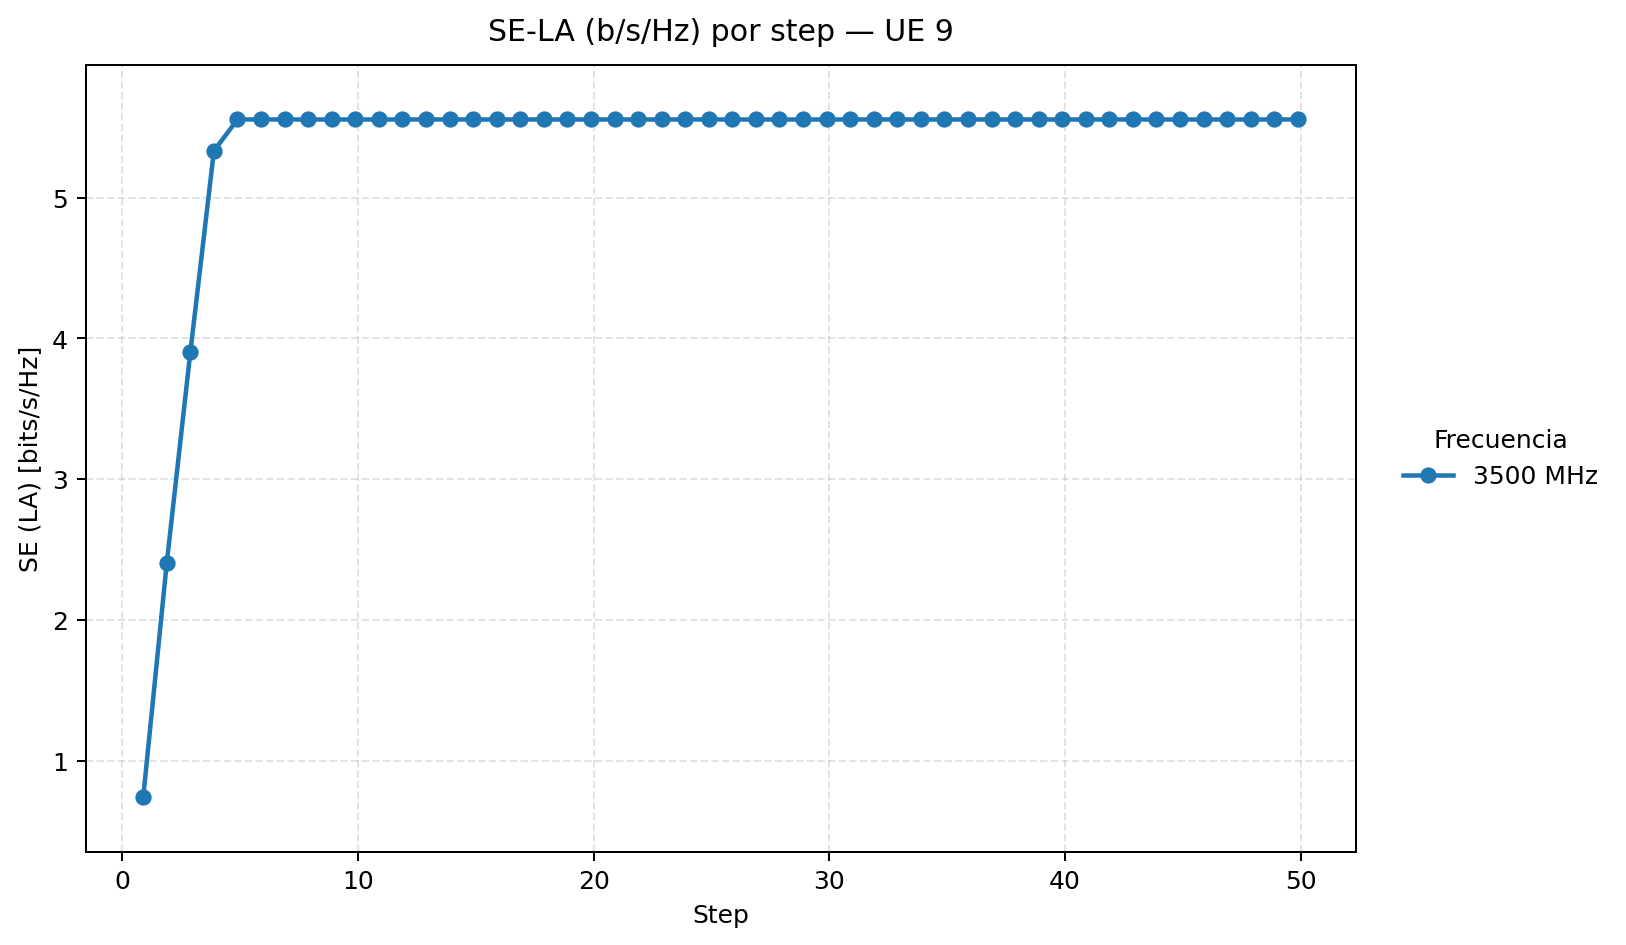 SE-LA (b/s/Hz) por step — UE 9
SE (LA) [bits/s/Hz]
5
4
3
2
1
0 10 20 30 40 50
Step
Frecuencia
3500 MHz